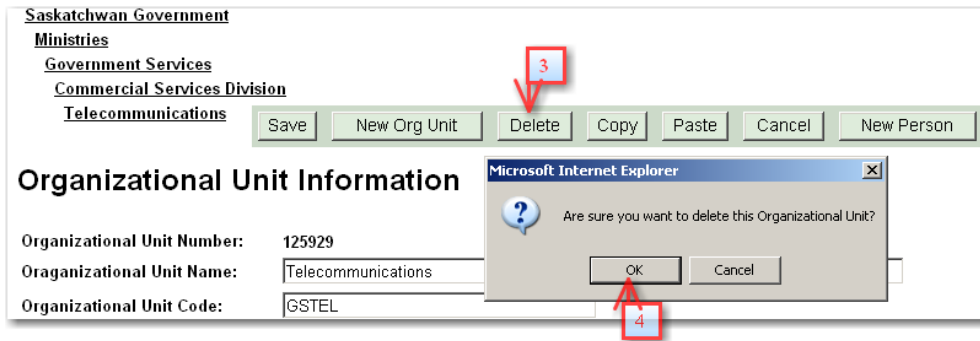 Saskatchwan Government
Ministries
Government Services
Commercial Services Division
Telecommunications
3
Save New Org Unit Delete Copy Paste Cancel New Person
Organizational Unit Information
Microsoft Internet Explorer
Are sure you want to delete this Organizational Unit?
OK Cancel
Organizational Unit Number: 125929
Oraganizational Unit Name: Telecommunications
Organizational Unit Code: GSTEL
4